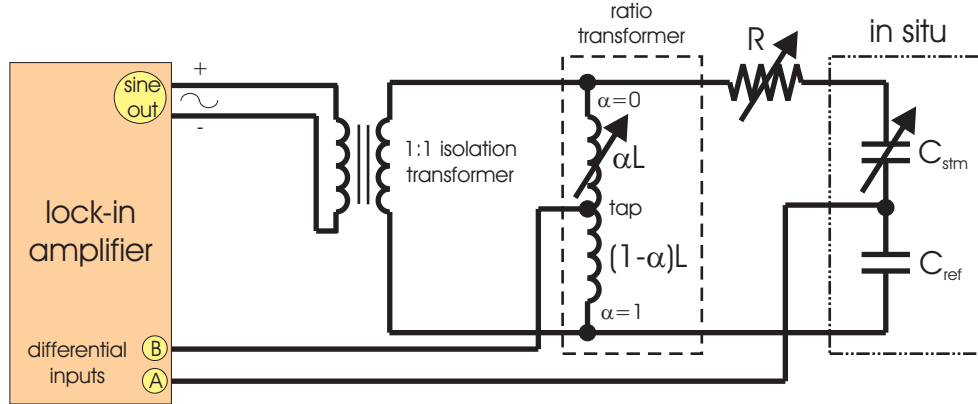 ratio
transformer
R
in situ
sine
out
+
-
α=0
αL
1:1 isolation
transformer
C stm
lock-in
amplifier
tap
(1-α)L
C ref
α=1
differential
inputs
B
A